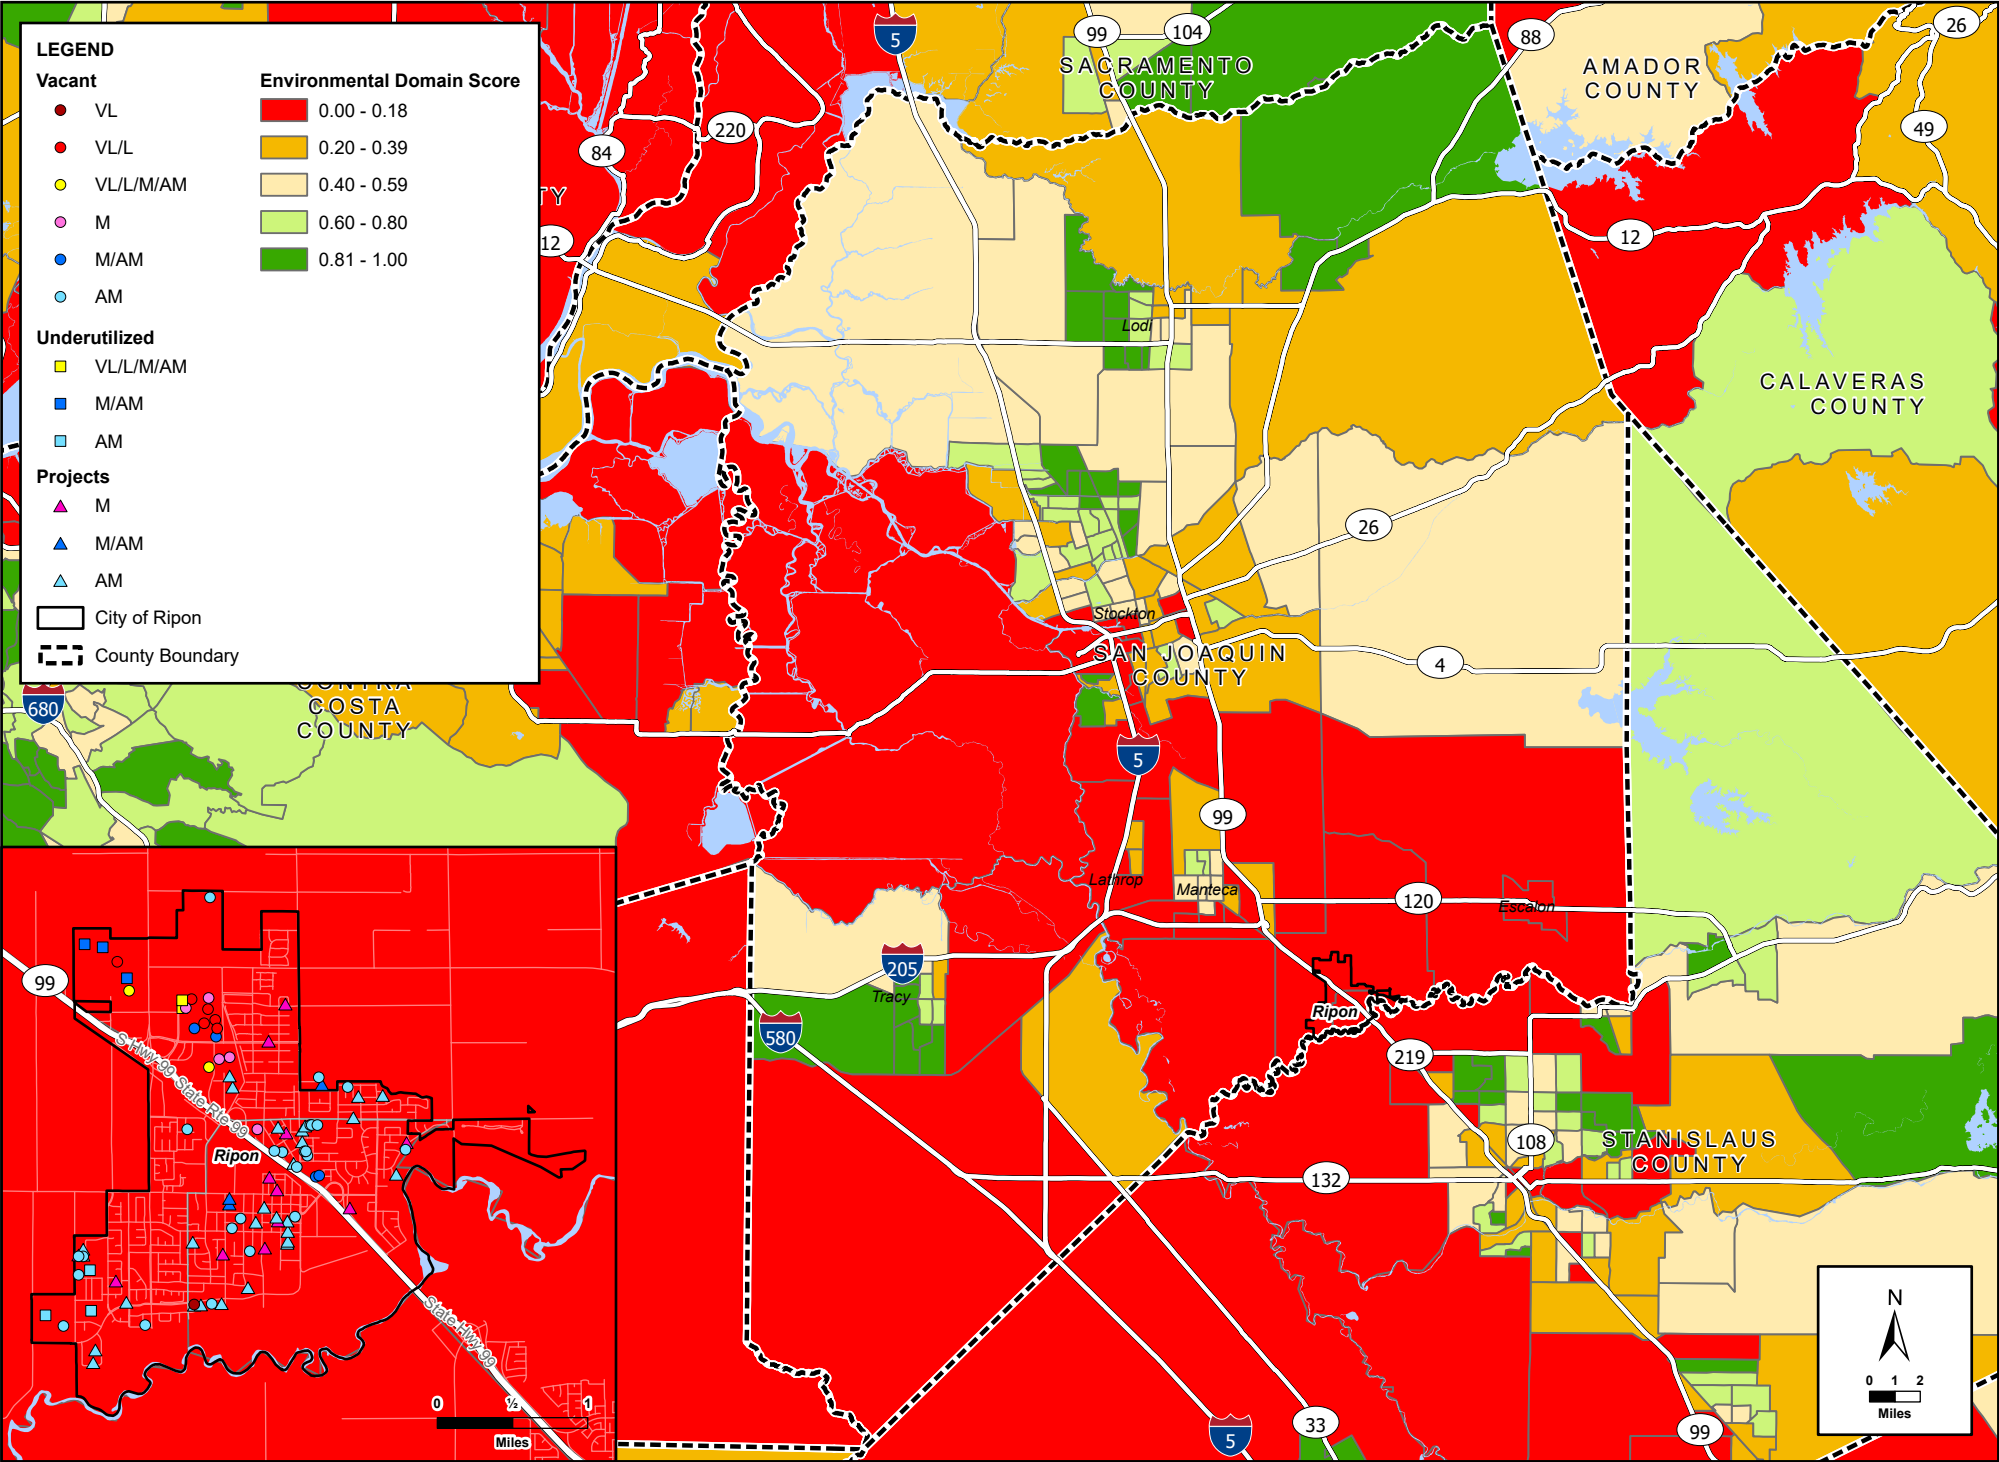 LEGEND
Vacant
VL
VL/L
VL/L/M/AM
M
M/AM
AM
Underutilized
VL/L/M/AM
M/AM
AM
Projects
M
M/AM
AM
City of Ripon
County Boundary
Environmental Domain Score
0.00 - 0.18
0.20 - 0.39
0.40 - 0.59
0.60 - 0.80
0.81 - 1.00
5
99
104
88
26
SACRAMENTO
COUNTY
AMADOR
COUNTY
84
220
49
TY
12
12
Lodi
CALAVERAS
COUNTY
26
Stockton
SAN JOAQUIN
COUNTY
4
CONTRA
COSTA
COUNTY
680
5
99
Lathrop
Manteca
120
Escalon
205
Tracy
580
Ripon
219
108
STANISLAUS
COUNTY
132
33
5
99
99
S Hwy 99 State Rte 99
Ripon
State Hwy 99
0 ½ 1
Miles
N
0 1 2
Miles